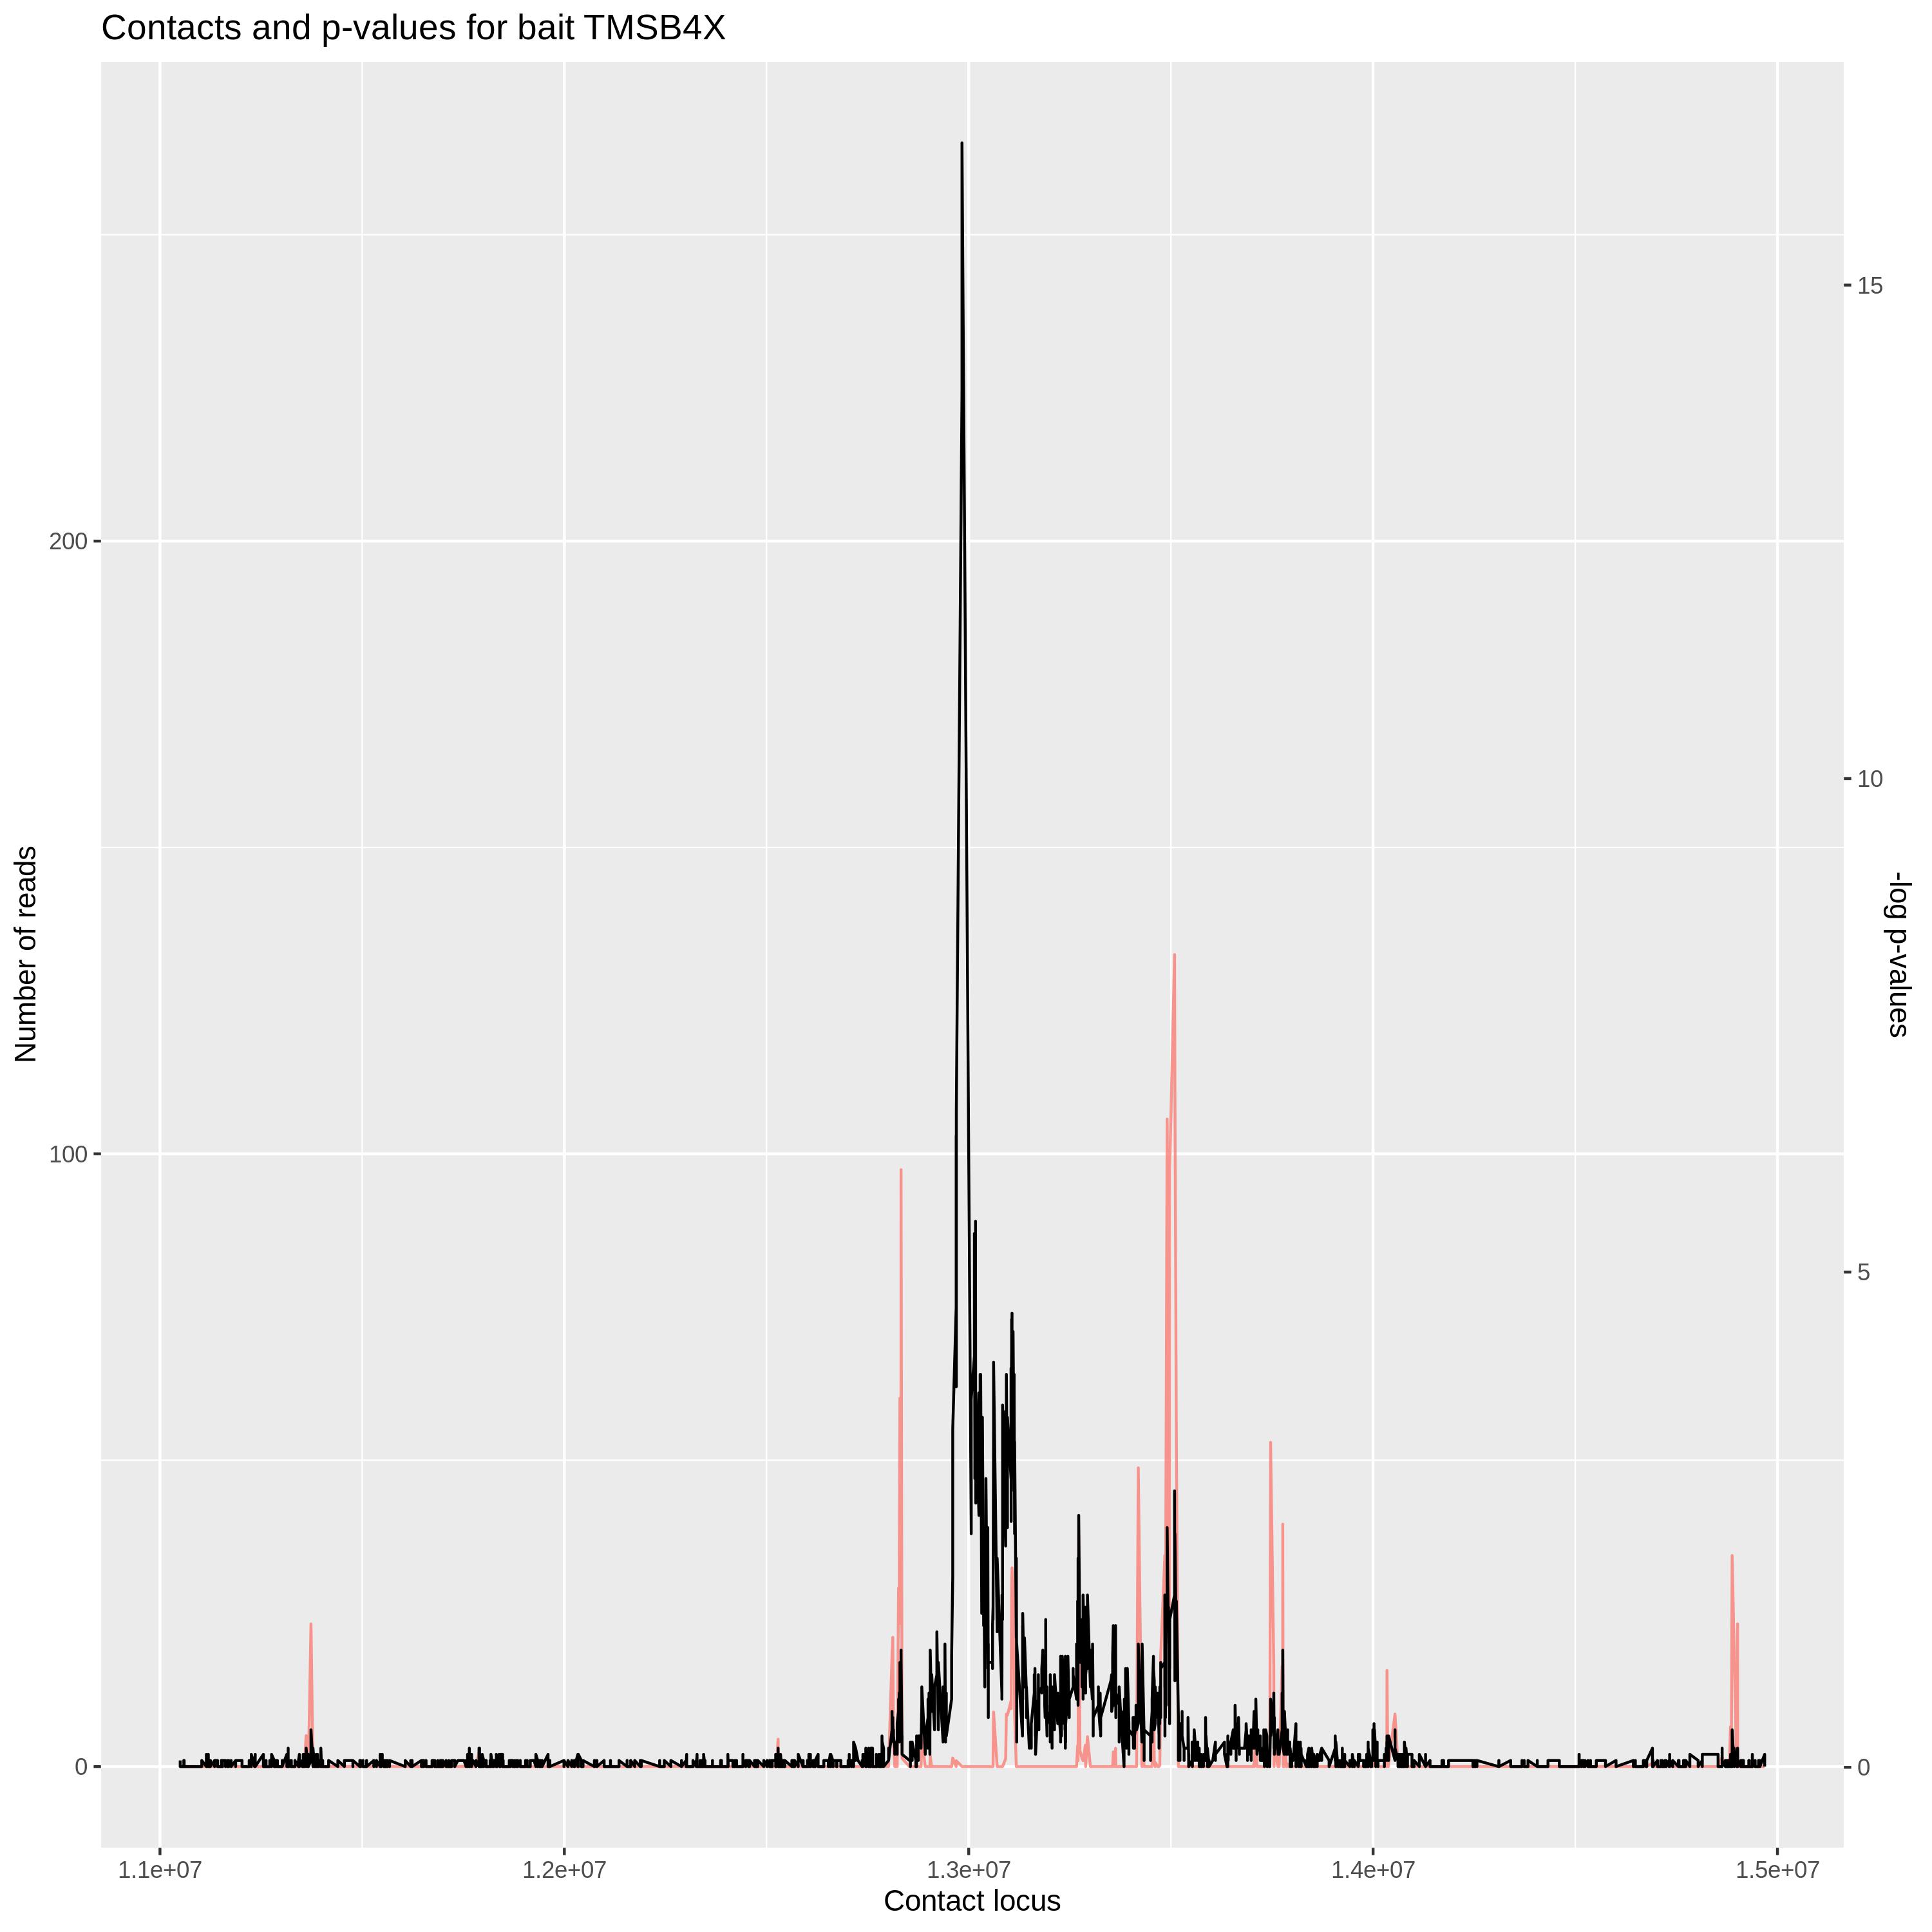 Contacts and p-values for bait TMSB4X
Number of reads
200
100
0
15
10
5
0
-log p-values
1.1e+07 1.2e+07 1.3e+07 1.4e+07 1.5e+07
Contact locus